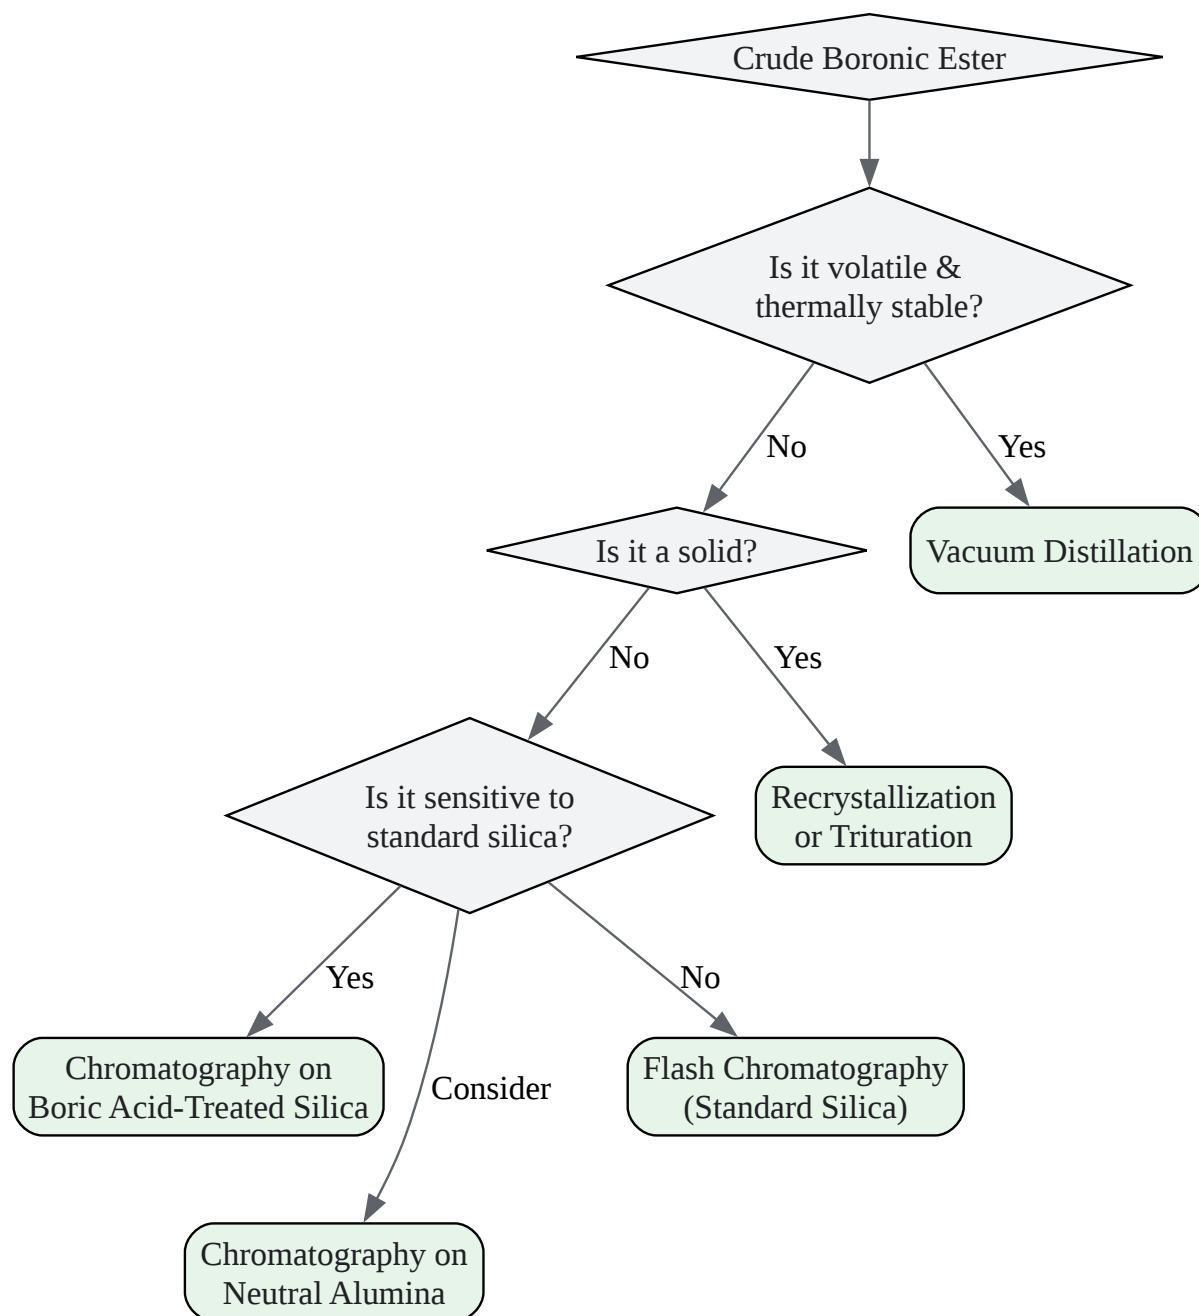 Crude Boronic Ester
Is it volatile &
thermally stable?
No
Yes
Is it a solid?
Vacuum Distillation
No
Yes
Is it sensitive to
standard silica?
Recrystallization
or Trituration
Yes
No
Chromatography on
Boric Acid-Treated Silica
Consider
Flash Chromatography
(Standard Silica)
Chromatography on
Neutral Alumina